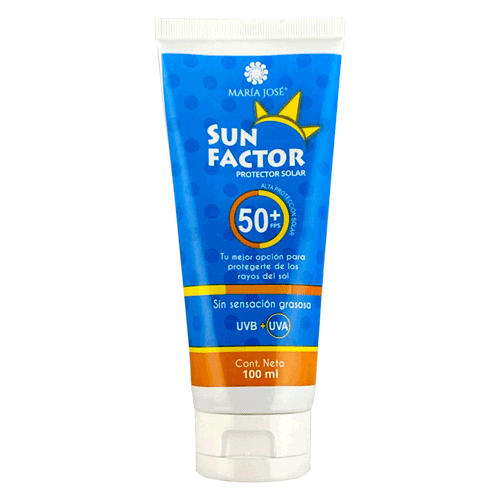 MARÍA JOSÉ®
SUN
FACTOR
PROTECTOR SOLAR
ALTA PROTECCIÓN SOLAR
50+
FPS
Tu mejor opción para
protegerte de los
rayos del sol
Sin sensación grasosa
UVB + UVA
Cont. Neto
100 ml